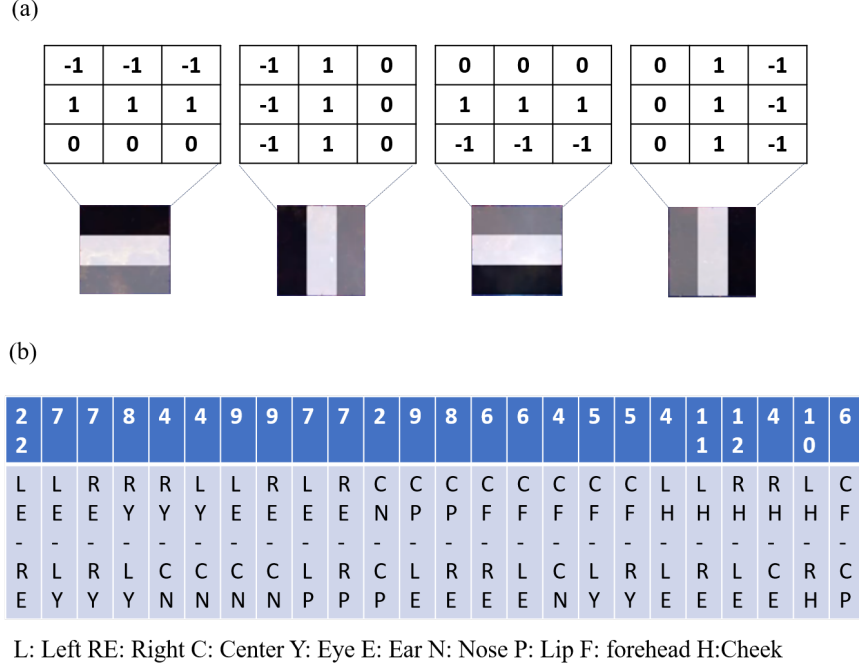 (a)
-1 -1 -1 -1 1 0 0 0 0 0 1 -1
1 1 1 -1 1 0 1 1 1 0 1 -1
0 0 0 -1 1 0 -1 -1 -1 0 1 -1
(b)
22 7 7 8 4 4 9 9 7 7 2 9 8 6 6 4 5 5 4 11 12 4 10 6
LE-RE LE-LY RE-RY RY-LY RY-CN LY-CN LE-CN RE-CN LE-LP RE-RP CN-CP CP-LE CP-RE CF-RE CF-LE CF-CN CF-LY CF-RY LH-LE LH-RE RH-LE RH-CE LH-RH CF-CP
L: Left RE: Right C: Center Y: Eye E: Ear N: Nose P: Lip F: forehead H:Cheek